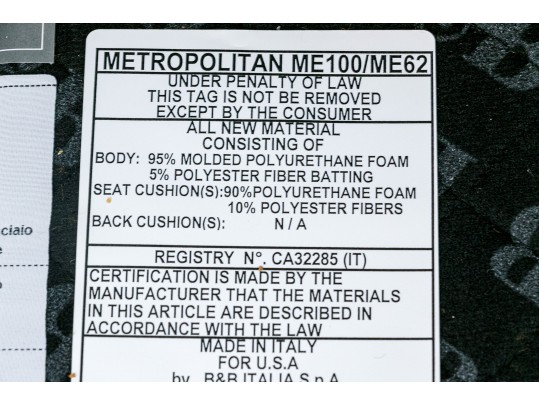 METROPOLITAN ME100/ME62
UNDER PENALTY OF LAW
THIS TAG IS NOT BE REMOVED
EXCEPT BY THE CONSUMER
ALL NEW MATERIAL
CONSISTING OF
BODY: 95% MOLDED POLYURETHANE FOAM
5% POLYESTER FIBER BATTING
SEAT CUSHION(S):90%POLYURETHANE FOAM
10% POLYESTER FIBERS
BACK CUSHION(S): N / A
REGISTRY N°. CA32285 (IT)
CERTIFICATION IS MADE BY THE
MANUFACTURER THAT THE MATERIALS
IN THIS ARTICLE ARE DESCRIBED IN
ACCORDANCE WITH THE LAW
MADE IN ITALY
FOR U.S.A
by B&B ITALIA S.p.A